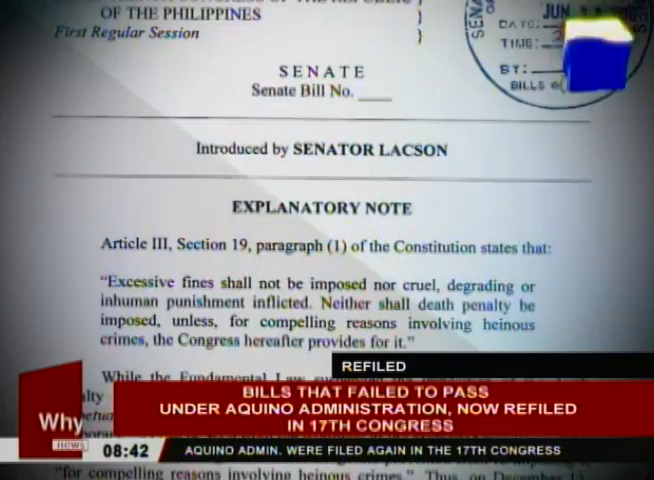 OF THE PHILIPPINES
First Regular Session
)
)
SENATE
Senate Bill No. ____
JUN
DATE:
TIME:
BY:
BILLS
Introduced by SENATOR LACSON
EXPLANATORY NOTE
Article III, Section 19, paragraph (1) of the Constitution states that:
“Excessive fines shall not be imposed nor cruel, degrading or
inhuman punishment inflicted. Neither shall death penalty be
imposed, unless, for compelling reasons involving heinous
crimes, the Congress hereafter provides for it.”
While the Fundamental Law
REFILED
BILLS THAT FAILED TO PASS
UNDER AQUINO ADMINISTRATION, NOW REFILED
IN 17TH CONGRESS
Why
news
08:42
AQUINO ADMIN. WERE FILED AGAIN IN THE 17TH CONGRESS
“for compelling reasons involving heinous crimes.” Thus, on December